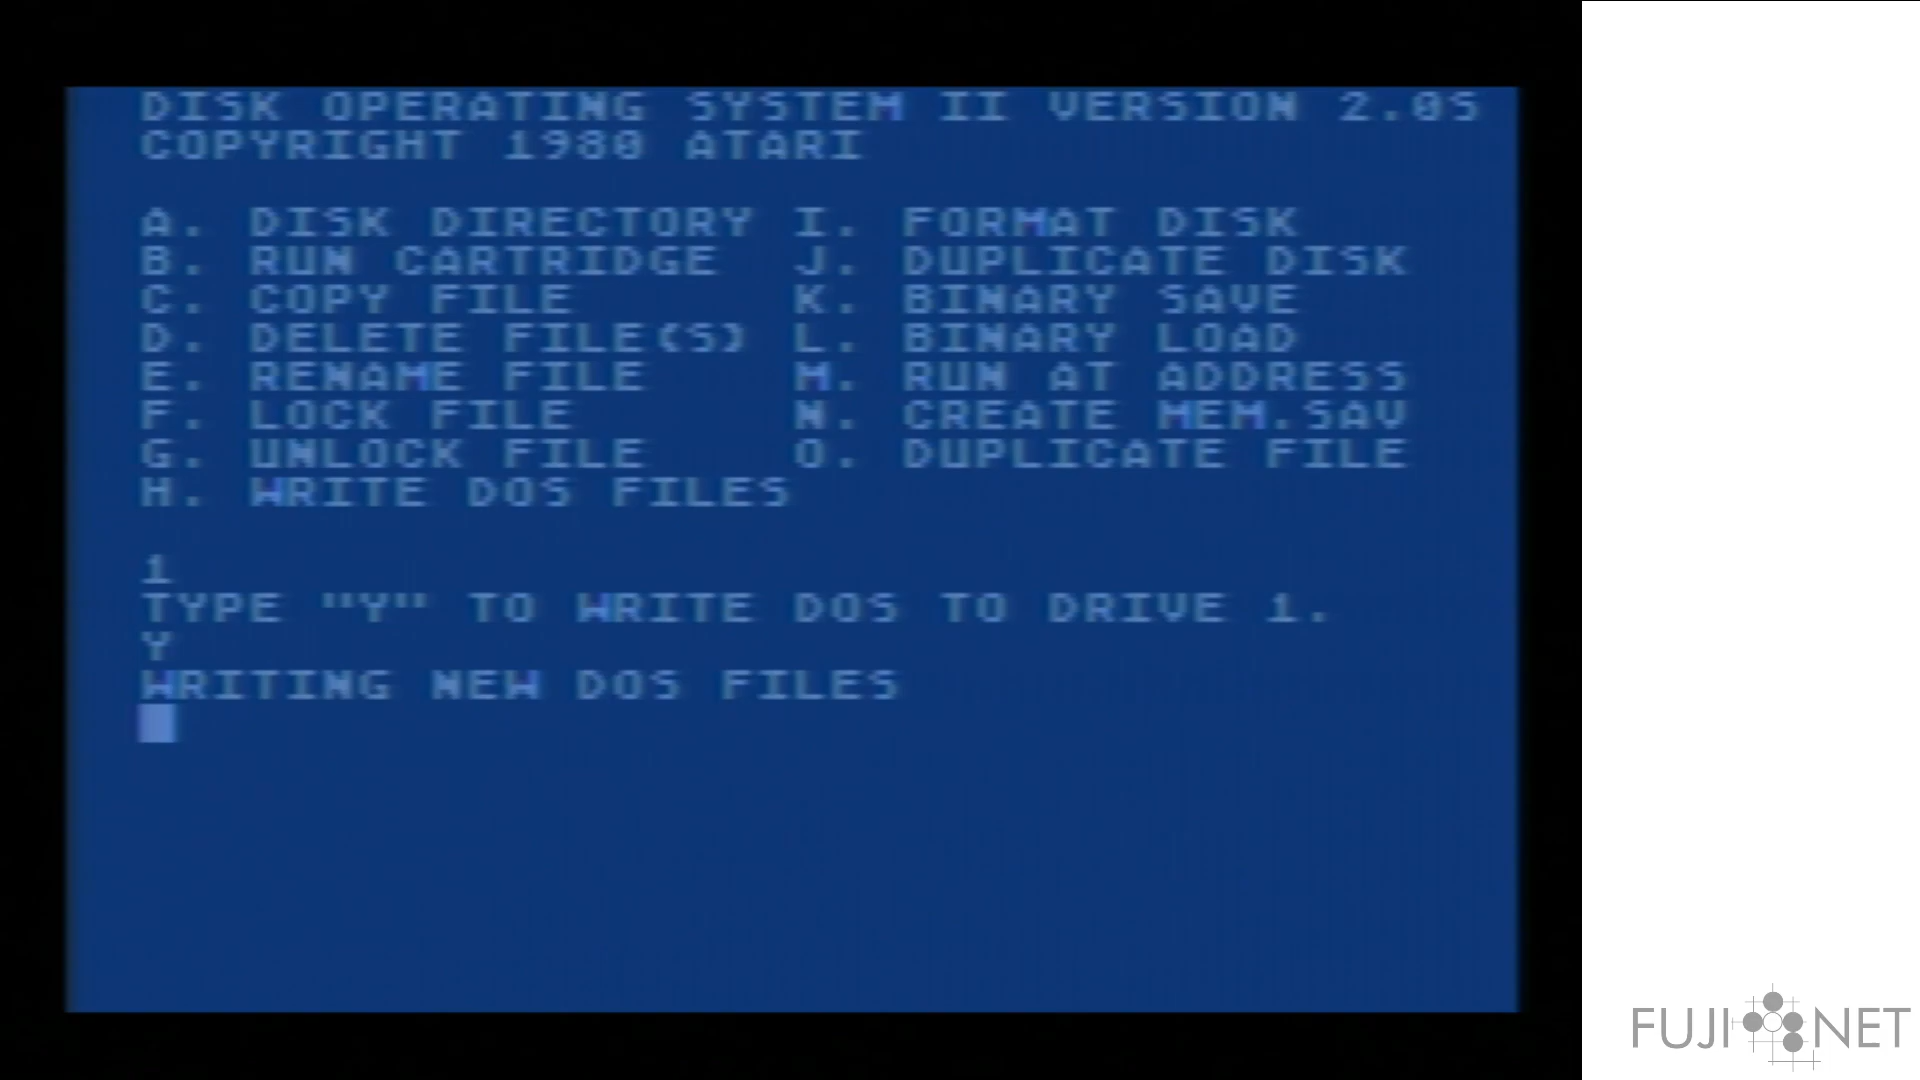 DISK OPERATING SYSTEM II VERSION 2.0S
COPYRIGHT 1980 ATARI
A. DISK DIRECTORY I. FORMAT DISK
B. RUN CARTRIDGE J. DUPLICATE DISK
C. COPY FILE K. BINARY SAVE
D. DELETE FILE(S) L. BINARY LOAD
E. RENAME FILE M. RUN AT ADDRESS
F. LOCK FILE N. CREATE MEM.SAV
G. UNLOCK FILE O. DUPLICATE FILE
H. WRITE DOS FILES
1
TYPE "Y" TO WRITE DOS TO DRIVE 1.
Y
WRITING NEW DOS FILES
FUJINET